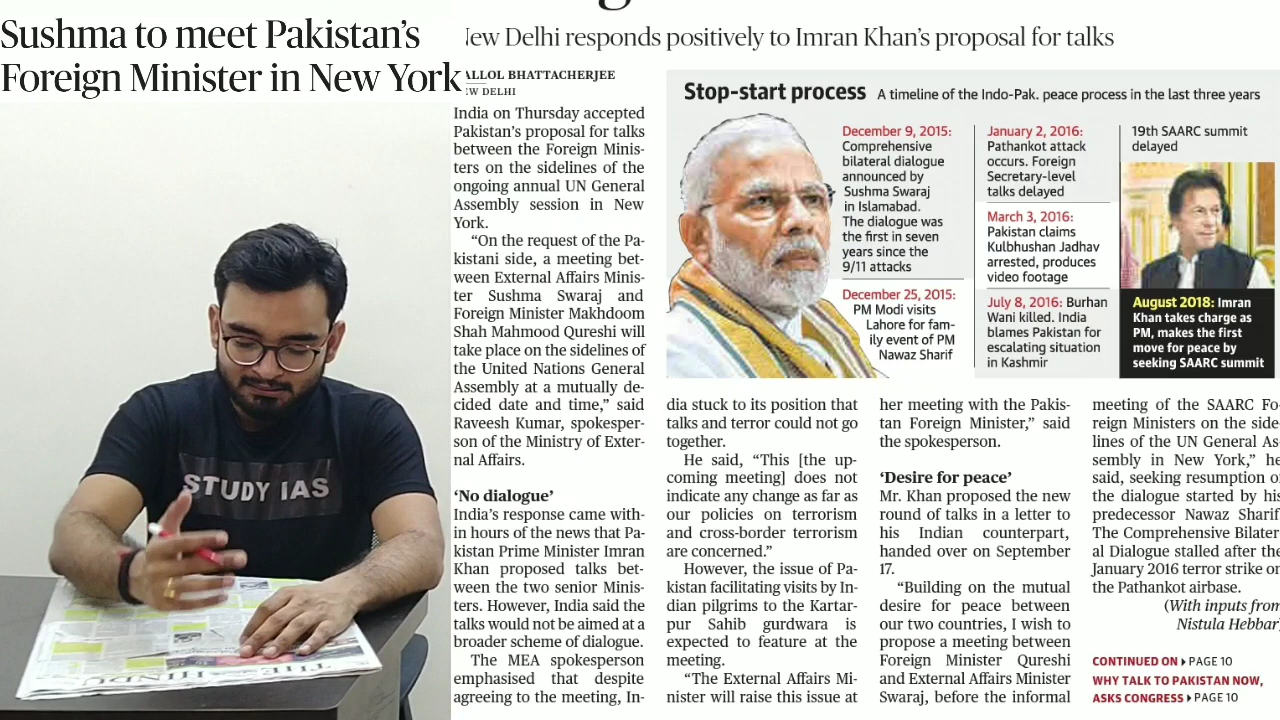 Sushma to meet Pakistan's
Foreign Minister in New York
New Delhi responds positively to Imran Khan's proposal for talks
ALLOL BHATTACHERJEE
EW DELHI
India on Thursday accepted
Pakistan's proposal for talks
between the Foreign Minis-
ters on the sidelines of the
ongoing annual UN General
Assembly session in New
York.
"On the request of the Pa-
kistani side, a meeting bet-
ween External Affairs Minis-
ter Sushma Swaraj and
Foreign Minister Makhdoom
Shah Mahmood Qureshi will
take place on the sidelines of
the United Nations General
Assembly at a mutually de-
cided date and time," said
Raveesh Kumar, spokesper-
son of the Ministry of Exter-
nal Affairs.
'No dialogue'
India's response came with-
in hours of the news that Pa-
kistan Prime Minister Imran
Khan proposed talks bet-
ween the two senior Minis-
ters. However, India said the
talks would not be aimed at a
broader scheme of dialogue.
The MEA spokesperson
emphasised that despite
agreeing to the meeting, In-
Stop-start process A timeline of the Indo-Pak. peace process in the last three years
December 9, 2015:
Comprehensive
bilateral dialogue
announced by
Sushma Swaraj
in Islamabad.
The dialogue was
the first in seven
years since the
9/11 attacks
December 25, 2015:
PM Modi visits
Lahore for fam-
ily event of PM
Nawaz Sharif
January 2, 2016:
Pathankot attack
occurs. Foreign
Secretary-level
talks delayed
March 3, 2016:
Pakistan claims
Kulbhushan Jadhav
arrested, produces
video footage
July 8, 2016: Burhan
Wani killed. India
blames Pakistan for
escalating situation
in Kashmir
19th SAARC summit
delayed
August 2018: Imran
Khan takes charge as
PM, makes the first
move for peace by
seeking SAARC summit
dia stuck to its position that
talks and terror could not go
together.
He said, "This [the up-
coming meeting] does not
indicate any change as far as
our policies on terrorism
and cross-border terrorism
are concerned."
However, the issue of Pa-
kistan facilitating visits by In-
dian pilgrims to the Kartar-
pur Sahib gurdwara is
expected to feature at the
meeting.
"The External Affairs Mi-
nister will raise this issue at
her meeting with the Pakis-
tan Foreign Minister," said
the spokesperson.
'Desire for peace'
Mr. Khan proposed the new
round of talks in a letter to
his Indian counterpart,
handed over on September
17.
"Building on the mutual
desire for peace between
our two countries, I wish to
propose a meeting between
Foreign Minister Qureshi
and External Affairs Minister
Swaraj, before the informal
meeting of the SAARC Fo-
reign Ministers on the side-
lines of the UN General As-
sembly in New York," he
said, seeking resumption of
the dialogue started by his
predecessor Nawaz Sharif.
The Comprehensive Bilater-
al Dialogue stalled after the
January 2016 terror strike on
the Pathankot airbase.
(With inputs from
Nistula Hebbar)
CONTINUED ON PAGE 10
WHY TALK TO PAKISTAN NOW,
ASKS CONGRESS PAGE 10
STUDY IAS
THE HINDU